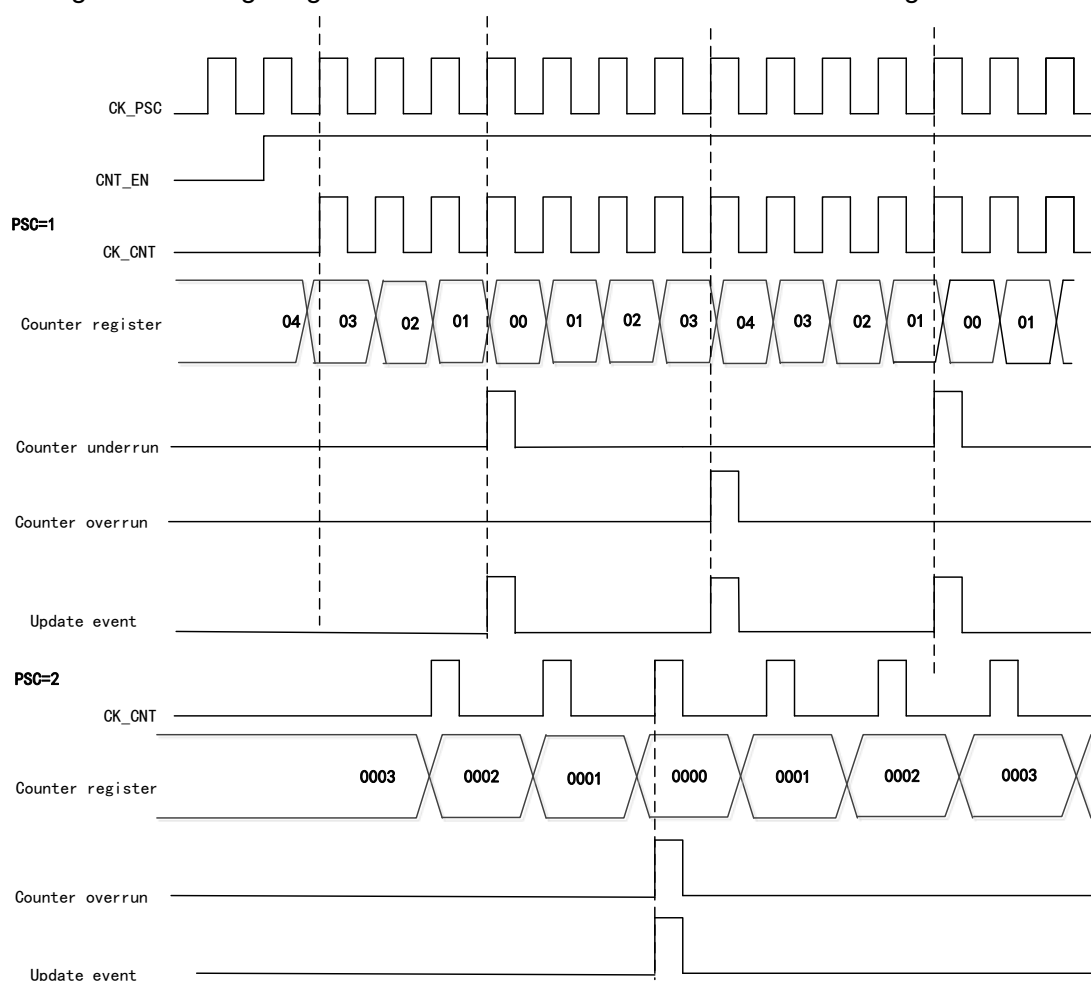 CK_PSC
CNT_EN
PSC=1
CK_CNT
Counter register 04 03 02 01 00 01 02 03 04 03 02 01 00 01
Counter underrun
Counter overrun
Update event
PSC=2
CK_CNT
Counter register 0003 0002 0001 0000 0001 0002 0003
Counter overrun
Update event